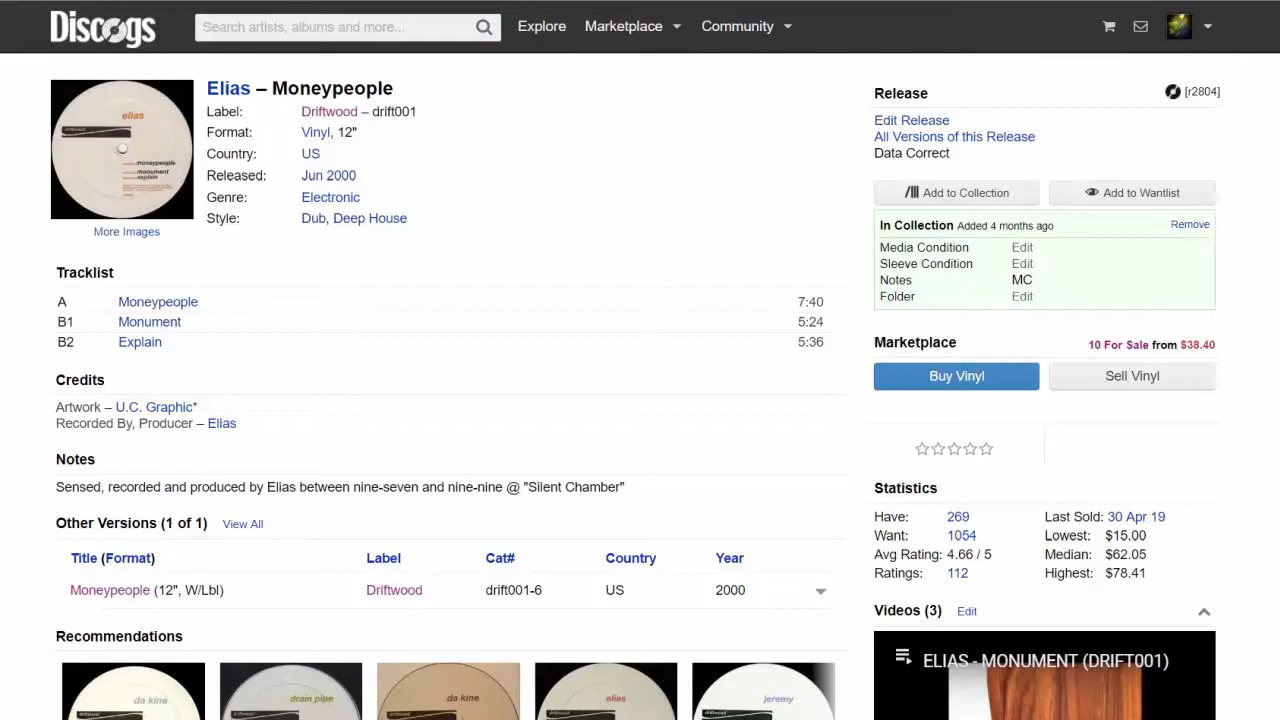 Discogs
Search artists, albums and more...
Explore
Marketplace
Community
elias
driftwood
moneypeople
monument
explain
More Images
Elias – Moneypeople
Label: Driftwood – drift001
Format: Vinyl, 12"
Country: US
Released: Jun 2000
Genre: Electronic
Style: Dub, Deep House
Tracklist
A Moneypeople 7:40
B1 Monument 5:24
B2 Explain 5:36
Credits
Artwork – U.C. Graphic*
Recorded By, Producer – Elias
Notes
Sensed, recorded and produced by Elias between nine-seven and nine-nine @ "Silent Chamber"
Other Versions (1 of 1) View All
Title (Format) Label Cat# Country Year
Moneypeople (12", W/Lbl) Driftwood drift001-6 US 2000
Recommendations
da kine
drain pipe
da kine
elias
jeremy
Release [r2804]
Edit Release
All Versions of this Release
Data Correct
Add to Collection
Add to Wantlist
In Collection Added 4 months ago Remove
Media Condition Edit
Sleeve Condition Edit
Notes MC
Folder Edit
Marketplace 10 For Sale from $38.40
Buy Vinyl
Sell Vinyl
Statistics
Have: 269
Want: 1054
Avg Rating: 4.66 / 5
Ratings: 112
Last Sold: 30 Apr 19
Lowest: $15.00
Median: $62.05
Highest: $78.41
Videos (3) Edit
ELIAS - MONUMENT (DRIFT001)